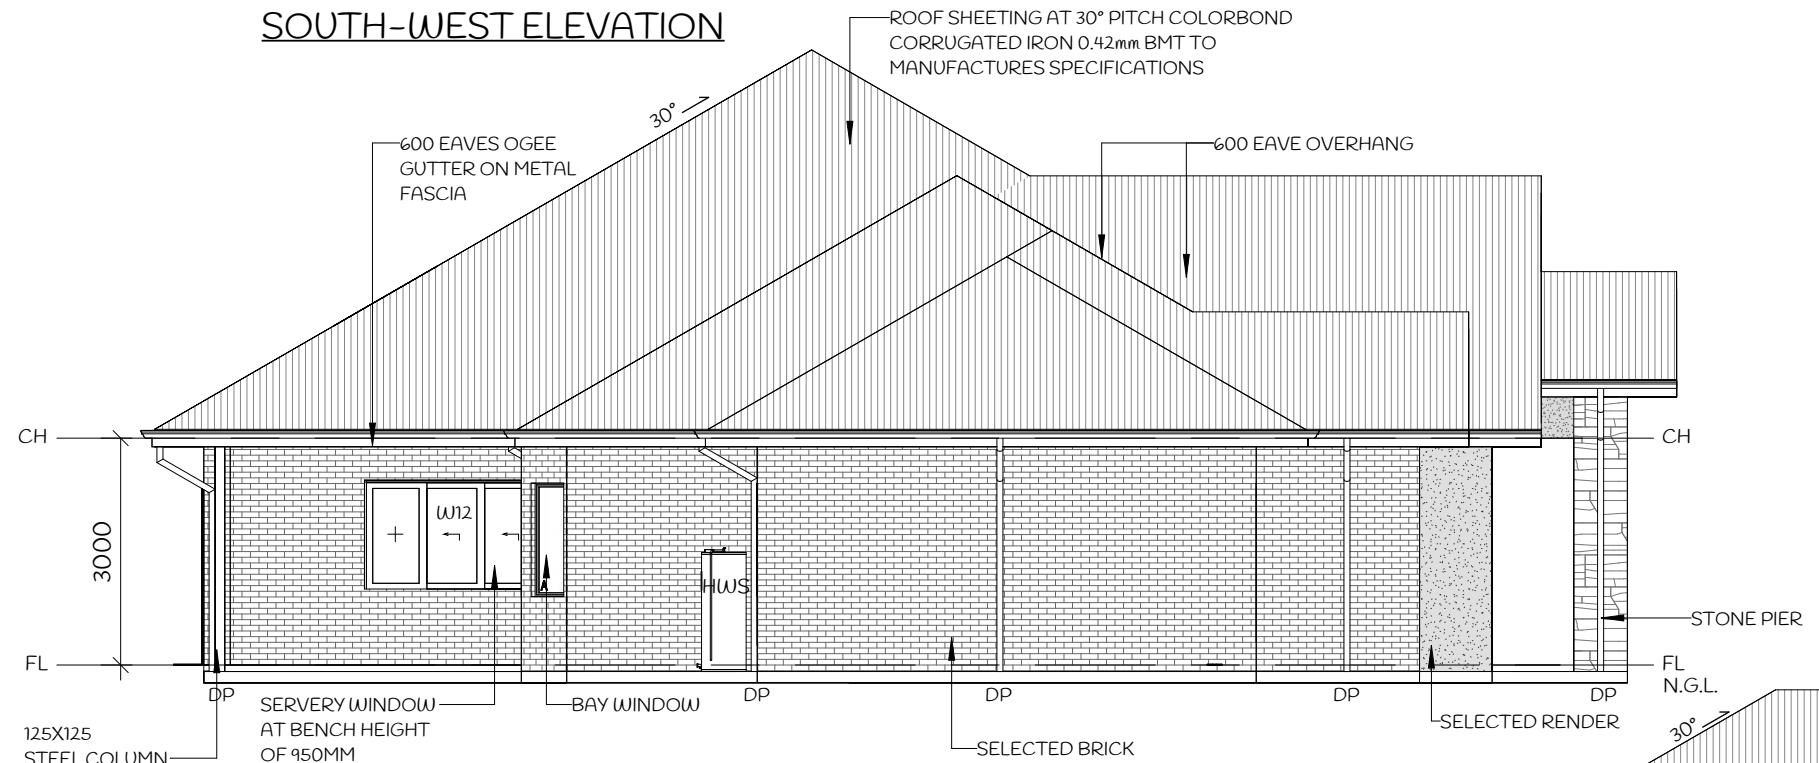 SOUTH-WEST ELEVATION
ROOF SHEETING AT 30° PITCH COLORBOND
CORRUGATED IRON 0.42mm BMT TO
MANUFACTURES SPECIFICATIONS
30°
600 EAVES OGEE
GUTTER ON METAL
FASCIA
600 EAVE OVERHANG
CH
CH
3000
W12
A
HWS
STONE PIER
FL
FL
N.G.L.
DP
DP
DP
DP
DP
SERVERY WINDOW
AT BENCH HEIGHT
OF 950MM
BAY WINDOW
SELECTED BRICK
SELECTED RENDER
125X125
STEEL COLUMN
30°